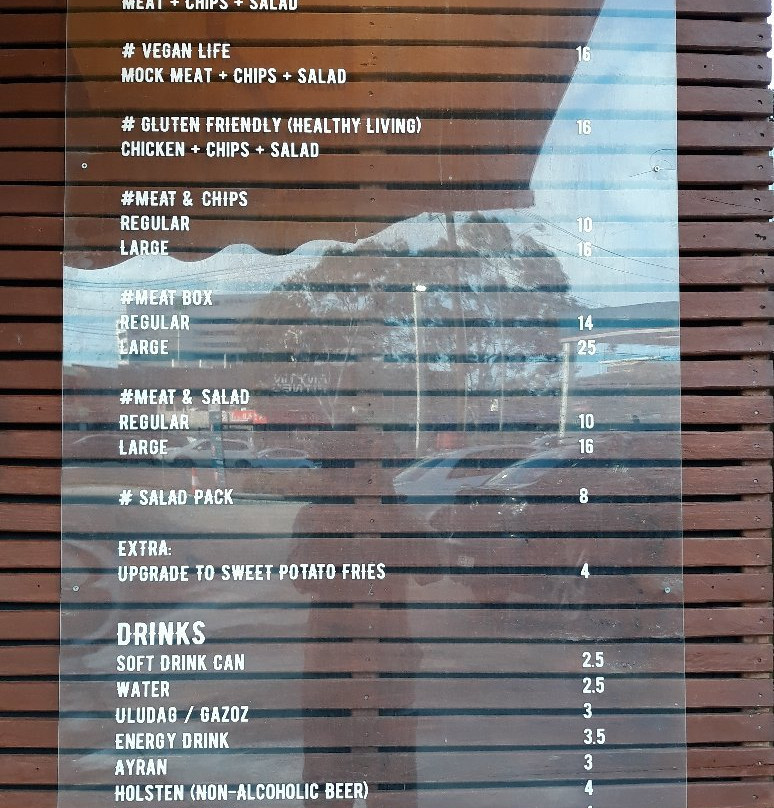 MEAT + CHIPS + SALAD
# VEGAN LIFE 16
MOCK MEAT + CHIPS + SALAD
# GLUTEN FRIENDLY (HEALTHY LIVING) 16
CHICKEN + CHIPS + SALAD
#MEAT & CHIPS
REGULAR 10
LARGE 16
#MEAT BOX
REGULAR 14
LARGE 25
#MEAT & SALAD
REGULAR 10
LARGE 16
# SALAD PACK 8
EXTRA:
UPGRADE TO SWEET POTATO FRIES 4
DRINKS
SOFT DRINK CAN 2.5
WATER 2.5
ULUDAG / GAZOZ 3
ENERGY DRINK 3.5
AYRAN 3
HOLSTEN (NON-ALCOHOLIC BEER) 4